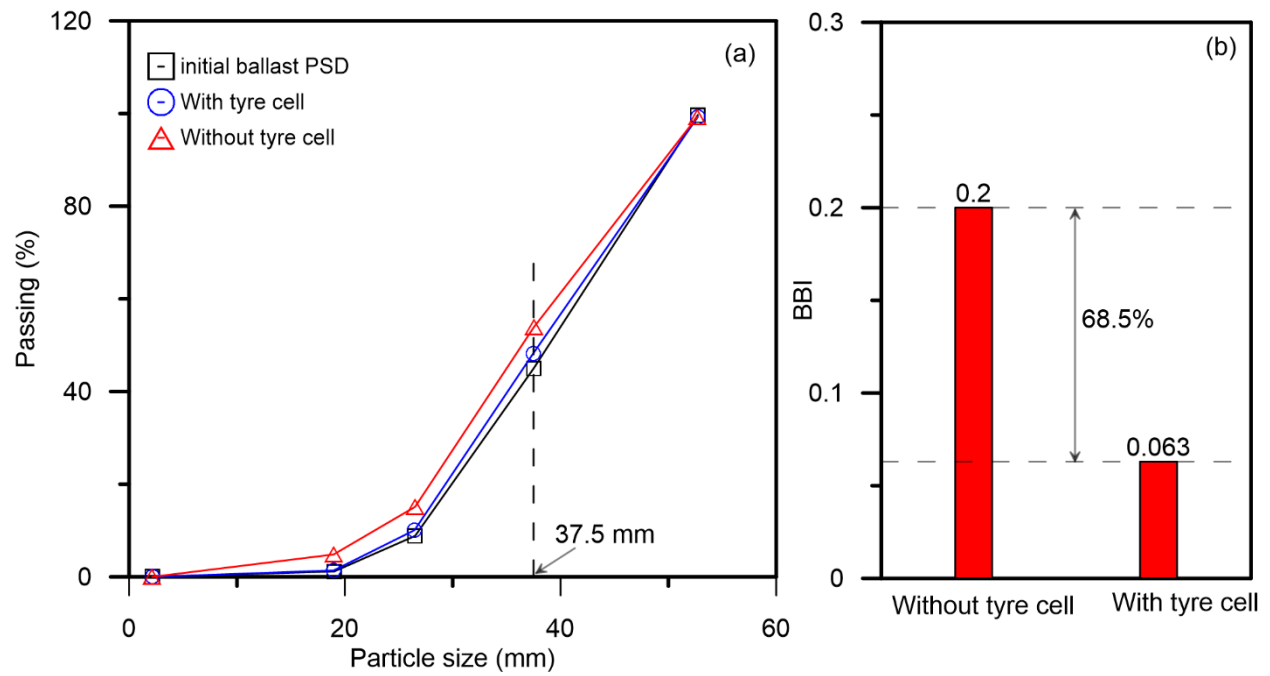 120
80
40
0
0
20
40
60
Passing (%)
Particle size (mm)
(a)
initial ballast PSD
With tyre cell
Without tyre cell
37.5 mm
(b)
0.3
0.2
0.1
0
BBI
0.2
68.5%
0.063
Without tyre cell
With tyre cell